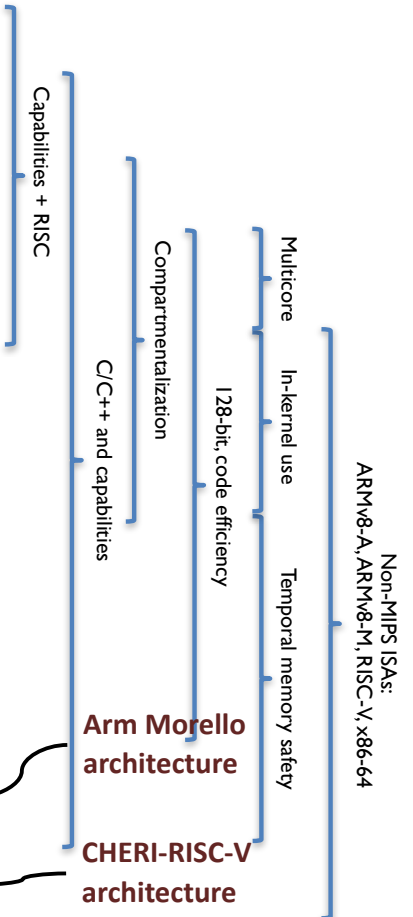 Non-MIPS ISAs:
ARMv8-A, ARMv8-M, RISC-V, x86-64
Multicore
In-kernel use
Temporal memory safety
128-bit, code efficiency
Compartmentalization
C/C++ and capabilities
Capabilities + RISC
Arm Morello
architecture
CHERI-RISC-V
architecture